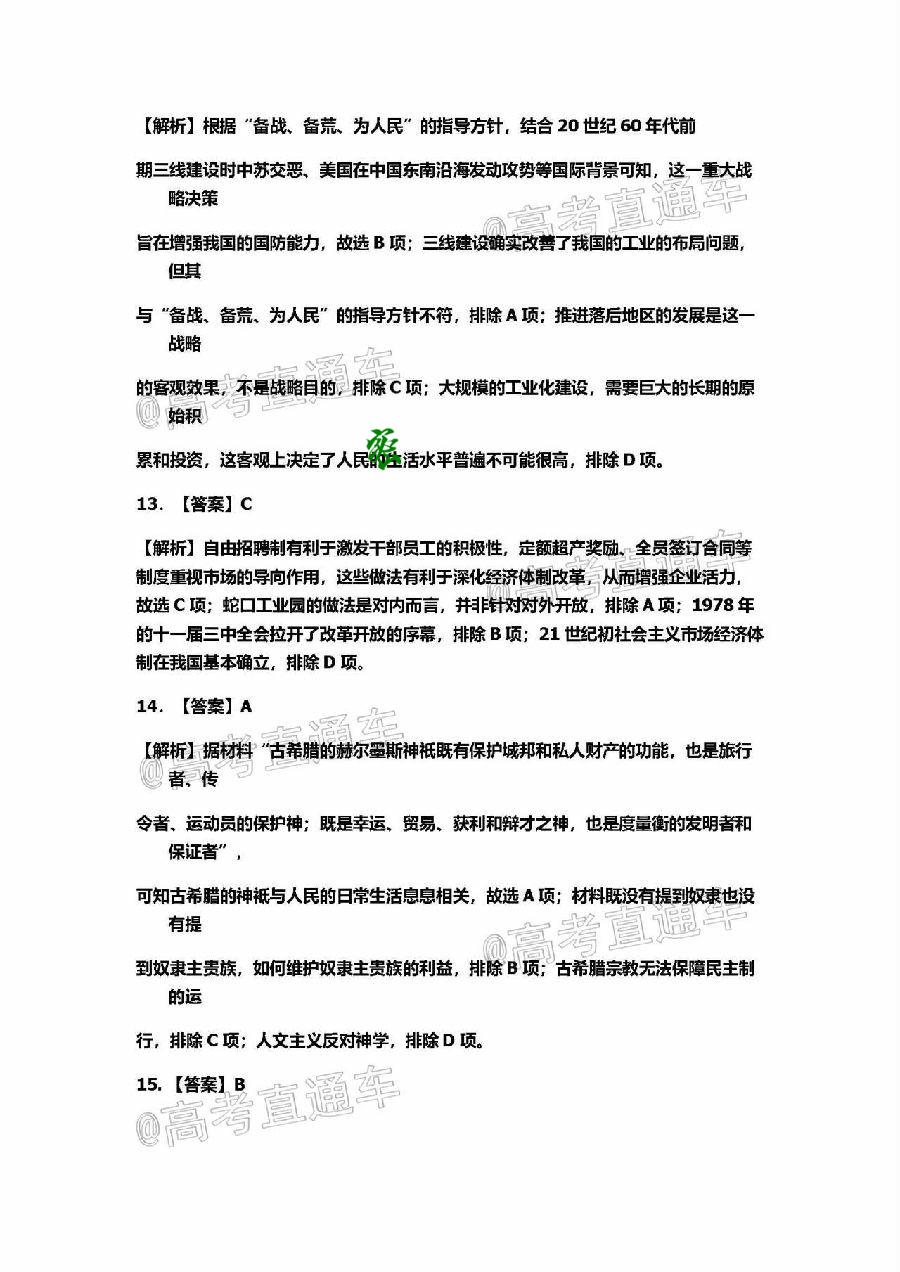 【解析】根据“备战、备荒、为人民”的指导方针，结合 20 世纪 60 年代前
期三线建设时中苏交恶、美国在中国东南沿海发动攻势等国际背景可知，这一重大战
略决策
@高考直通车
旨在增强我国的国防能力，故选 B 项；三线建设确实改善了我国的工业的布局问题，
但其
与“备战、备荒、为人民”的指导方针不符，排除 A 项；推进落后地区的发展是这一
战略
@高考直通车
的客观效果，不是战略目的，排除 C 项；大规模的工业化建设，需要巨大的长期的原
始积
累和投资，这客观上决定了人民的生活水平普遍不可能很高，排除 D 项。
13．【答案】C
【解析】自由招聘制有利于激发干部员工的积极性，定额超产奖励、全员签订合同等
@高考直通车
制度重视市场的导向作用，这些做法有利于深化经济体制改革，从而增强企业活力，
故选 C 项；蛇口工业园的做法是对内而言，并非针对对外开放，排除 A 项；1978 年
的十一届三中全会拉开了改革开放的序幕，排除 B 项；21 世纪初社会主义市场经济体
制在我国基本确立，排除 D 项。
14．【答案】A
@高考直通车
【解析】据材料“古希腊的赫尔墨斯神祇既有保护城邦和私人财产的功能，也是旅行
者、传
令者、运动员的保护神；既是幸运、贸易、获利和辩才之神，也是度量衡的发明者和
保证者”，
可知古希腊的神祇与人民的日常生活息息相关，故选 A 项；材料既没有提到奴隶也没
有提
@高考直通车
到奴隶主贵族，如何维护奴隶主贵族的利益，排除 B 项；古希腊宗教无法保障民主制
的运
行，排除 C 项；人文主义反对神学，排除 D 项。
15.【答案】B
@高考直通车